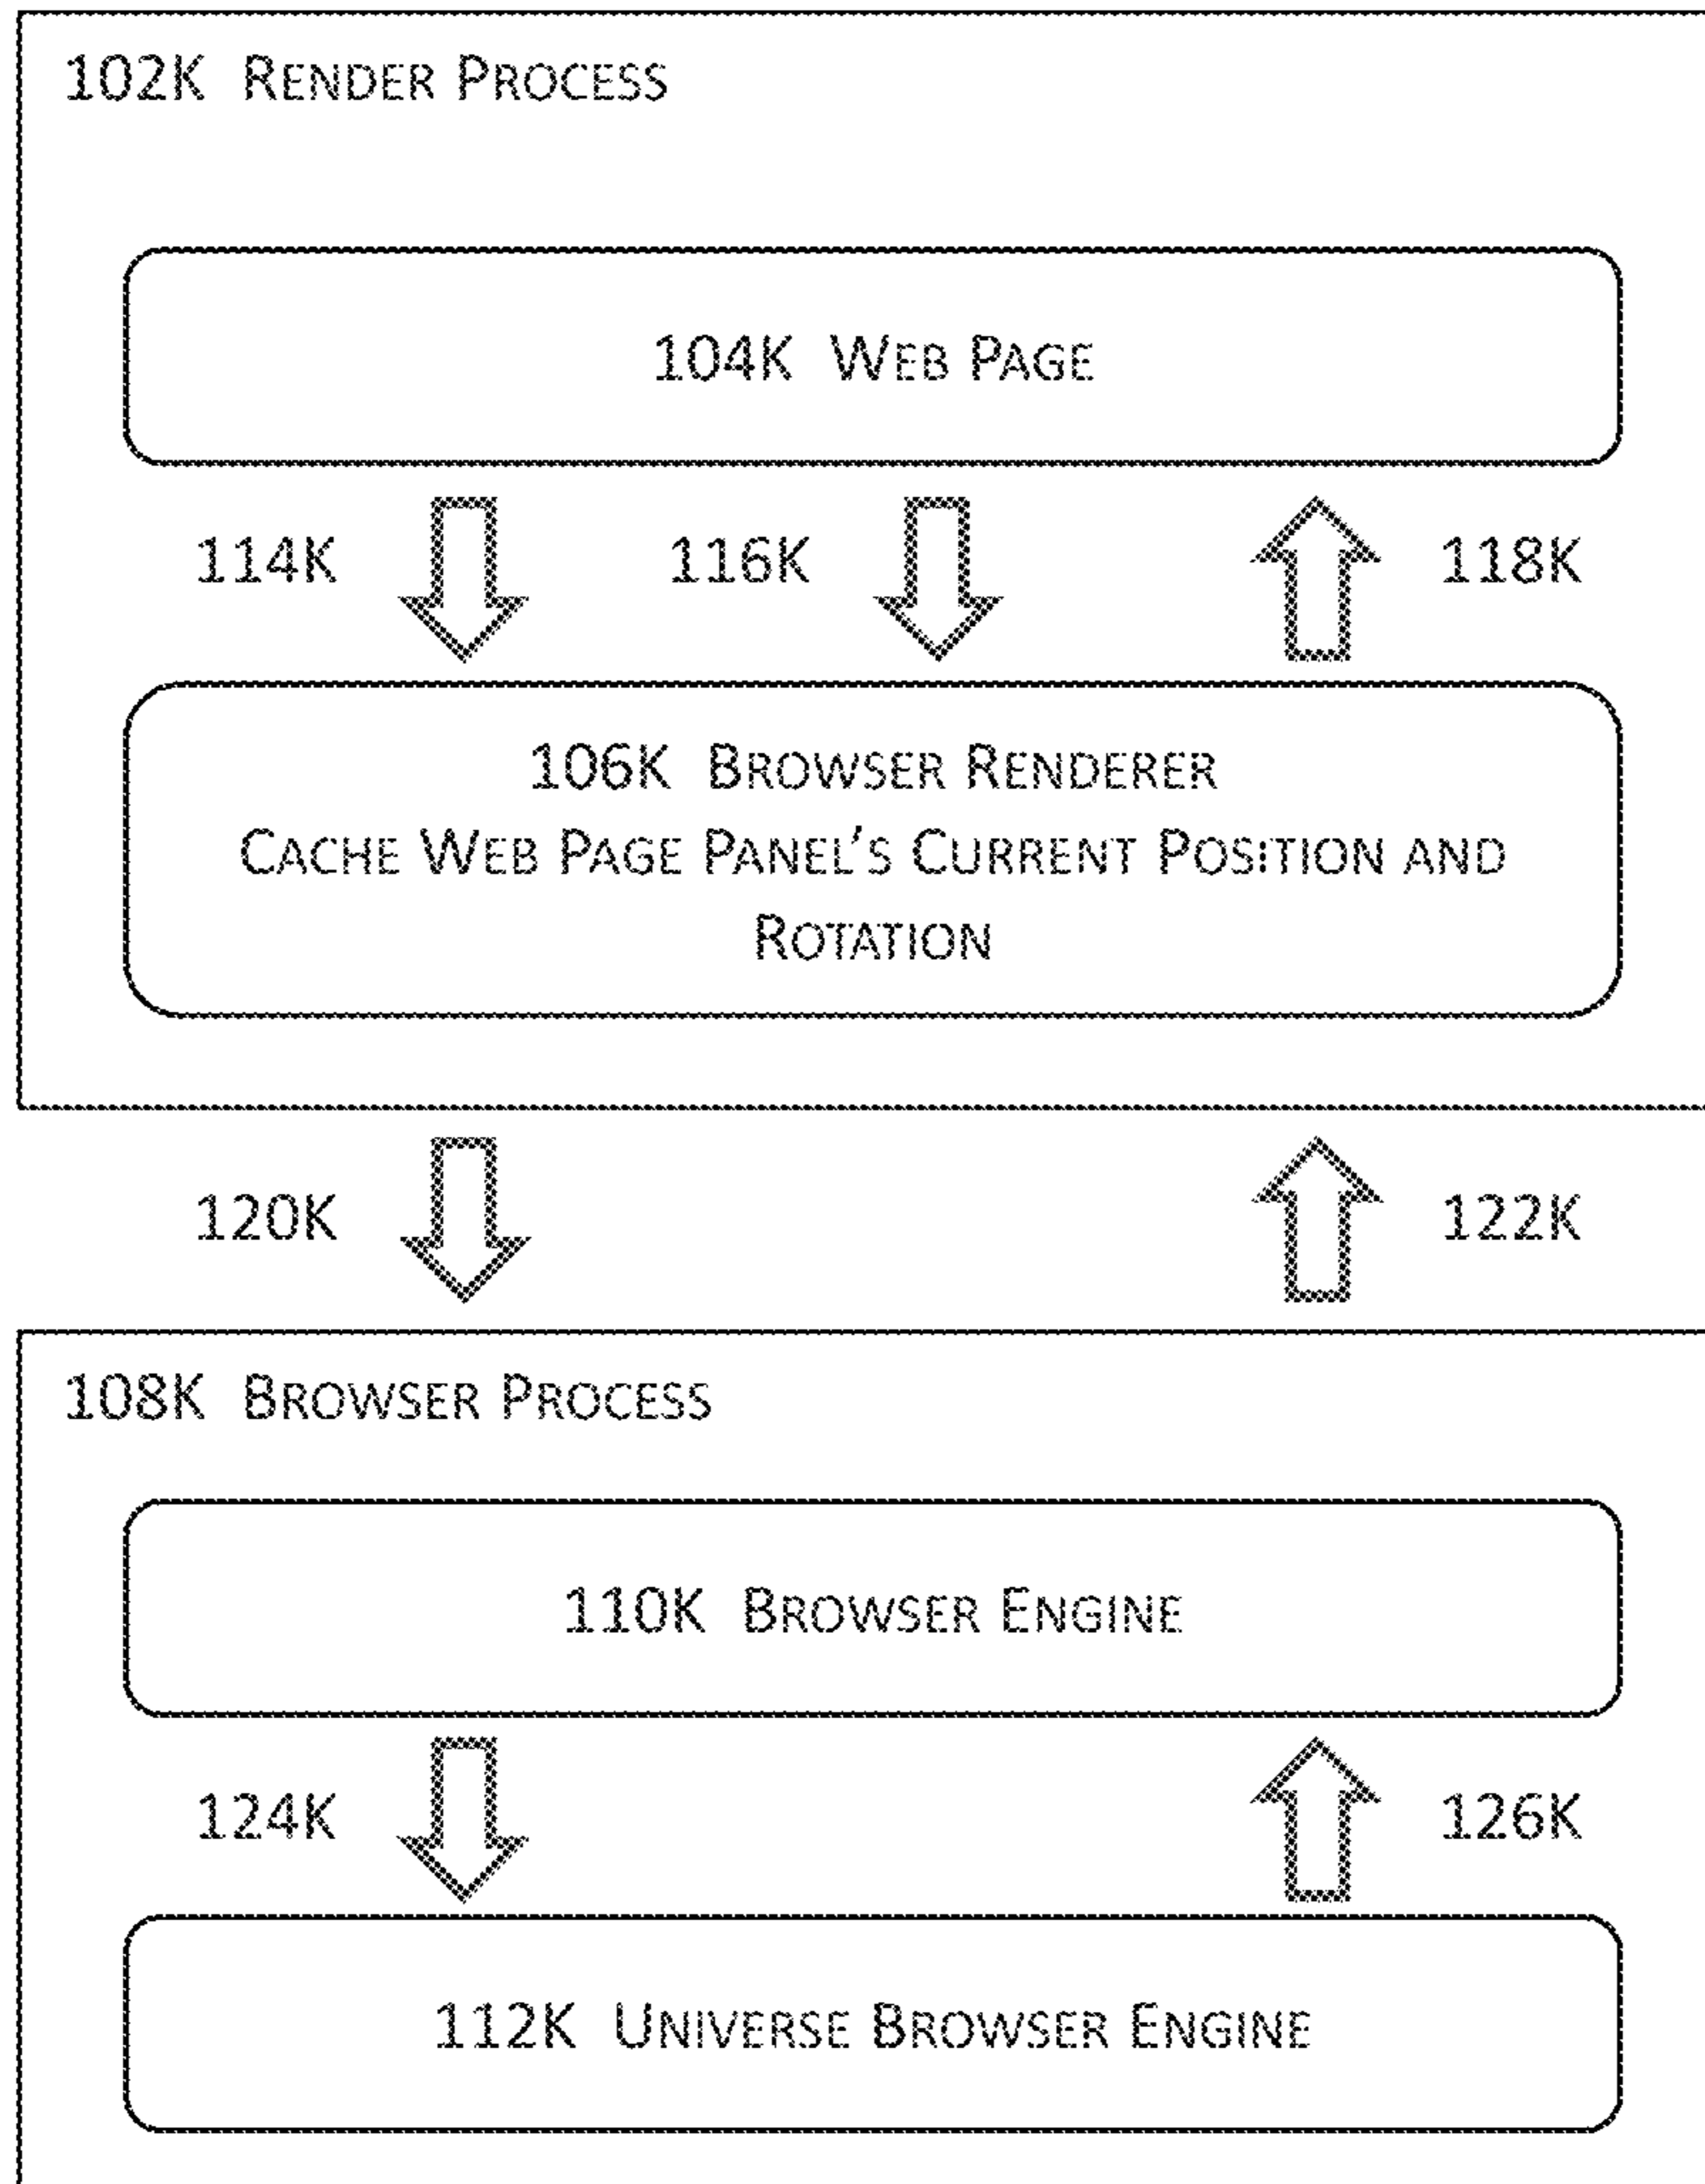 102K Render Process
104K Web Page
114K 116K 118K
106K Browser Renderer
Cache Web Page Panel's Current Position and
Rotation
120K 122K
108K Browser Process
110K Browser Engine
124K 126K
112K Universe Browser Engine